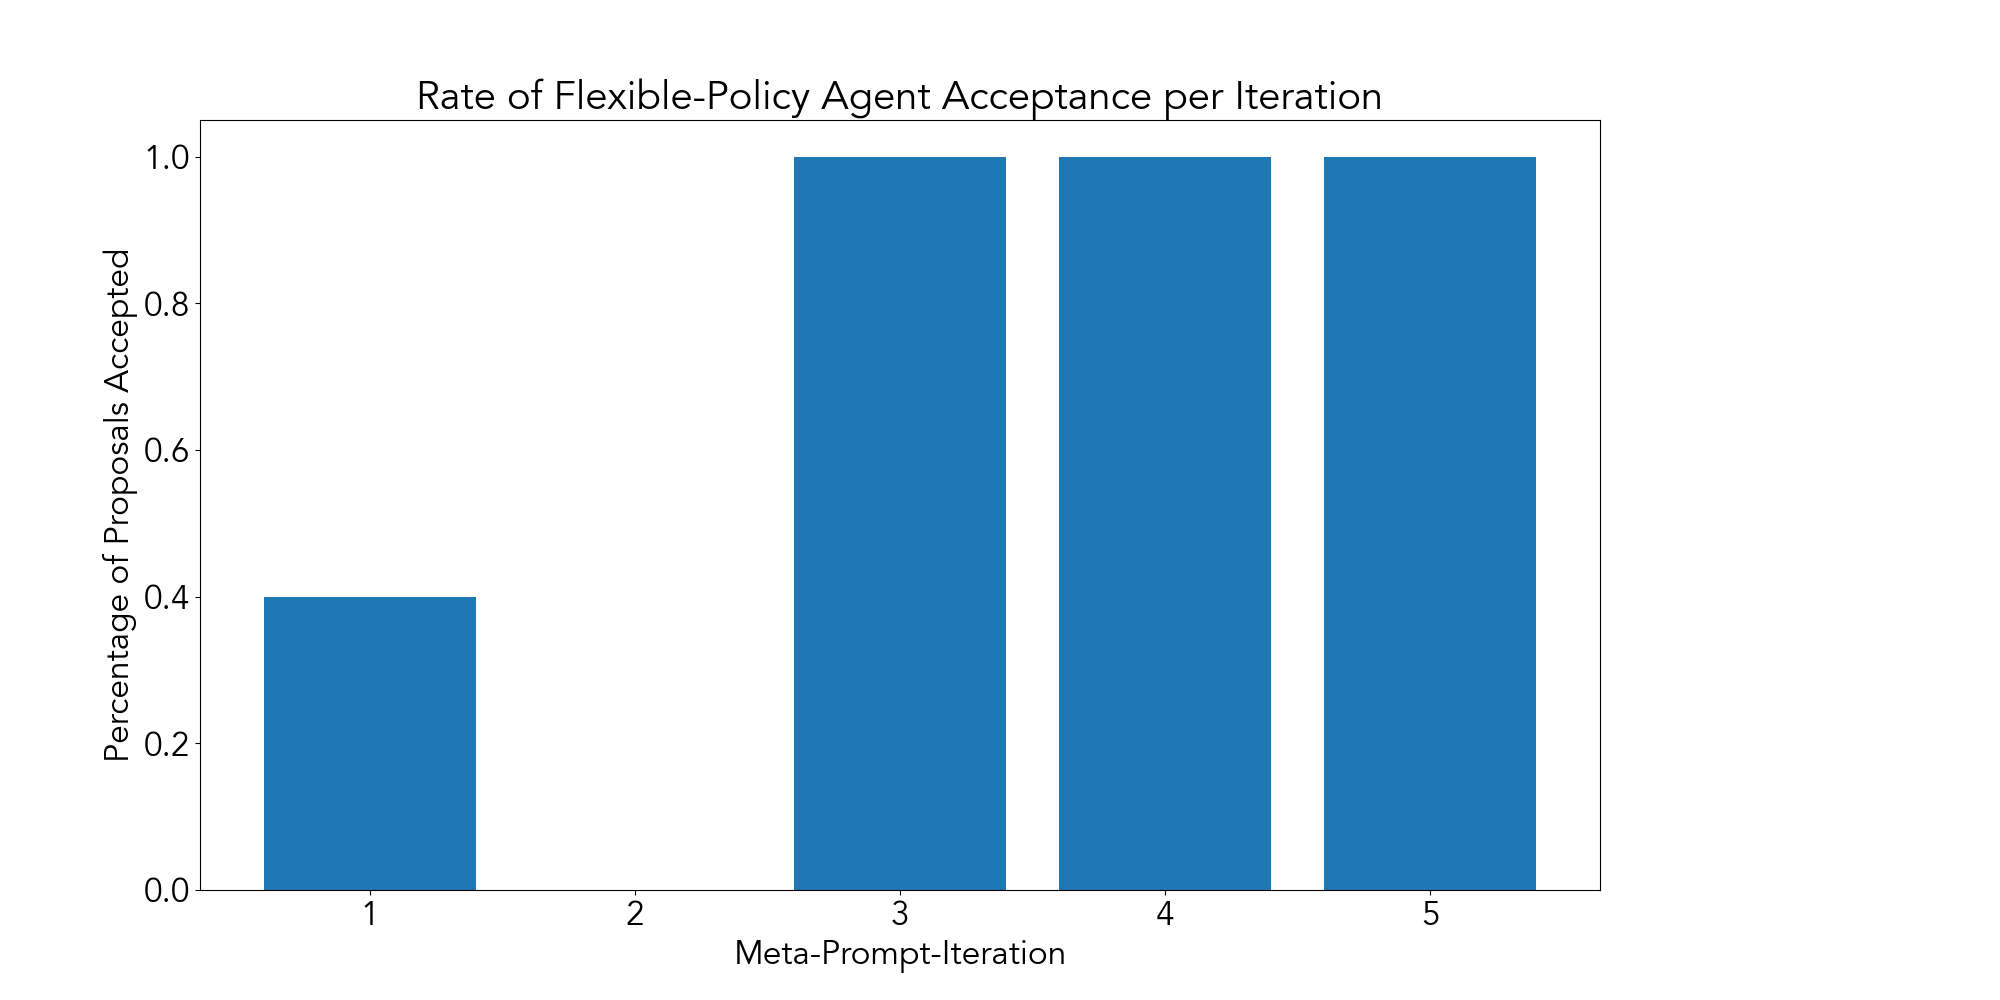 Rate of Flexible-Policy Agent Acceptance per Iteration
Percentage of Proposals Accepted
1.0
0.8
0.6
0.4
0.2
0.0
1 2 3 4 5
Meta-Prompt-Iteration